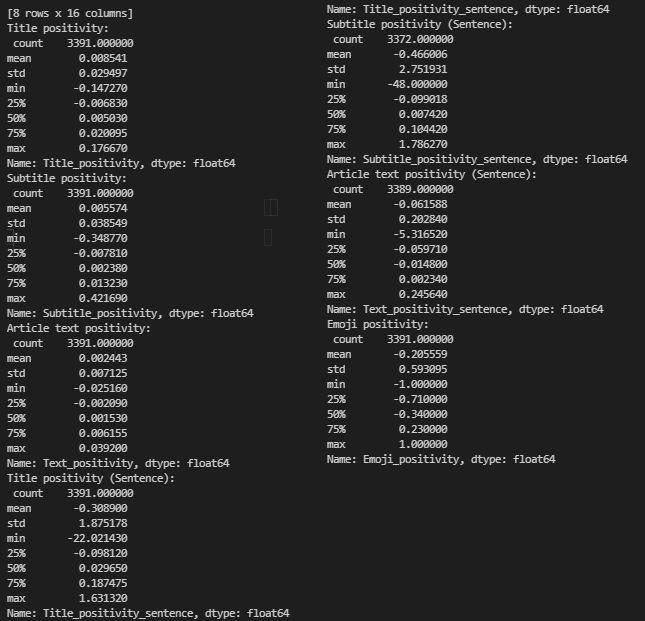 [8 rows x 16 columns]
Title positivity:
 count    3391.000000
mean        0.008541
std         0.029497
min        -0.147270
25%        -0.006830
50%         0.005030
75%         0.020095
max         0.176670
Name: Title_positivity, dtype: float64
Subtitle positivity:
 count    3391.000000
mean        0.005574
std         0.038549
min        -0.348770
25%        -0.007810
50%         0.002380
75%         0.013230
max         0.421690
Name: Subtitle_positivity, dtype: float64
Article text positivity:
 count    3391.000000
mean        0.002443
std         0.007125
min        -0.025160
25%        -0.002090
50%         0.001530
75%         0.006155
max         0.039200
Name: Text_positivity, dtype: float64
Title positivity (Sentence):
 count    3391.000000
mean       -0.308900
std         1.875178
min       -22.021430
25%        -0.098120
50%         0.029650
75%         0.187475
max         1.631320
Name: Title_positivity_sentence, dtype: float64
Name: Title_positivity_sentence, dtype: float64
Subtitle positivity (Sentence):
 count    3372.000000
mean       -0.466006
std         2.751931
min       -48.000000
25%        -0.099018
50%         0.007420
75%         0.104420
max         1.786270
Name: Subtitle_positivity_sentence, dtype: float64
Article text positivity (Sentence):
 count    3389.000000
mean       -0.061588
std         0.202840
min        -5.316520
25%        -0.059710
50%        -0.014800
75%         0.002340
max         0.245640
Name: Text_positivity_sentence, dtype: float64
Emoji positivity:
 count    3391.000000
mean       -0.205559
std         0.593095
min        -1.000000
25%        -0.710000
50%        -0.340000
75%         0.230000
max         1.000000
Name: Emoji_positivity, dtype: float64